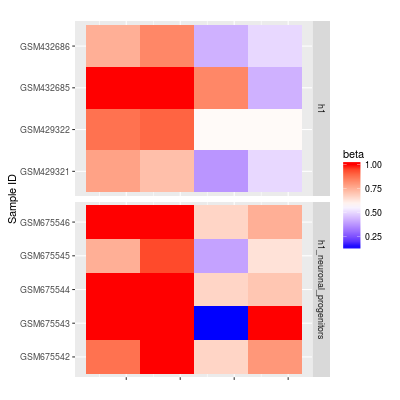 Sample ID
GSM432686
GSM432685
GSM429322
GSM429321
h1
GSM675546
GSM675545
GSM675544
GSM675543
GSM675542
h1_neuronal_progenitors
beta
1.00
0.75
0.50
0.25